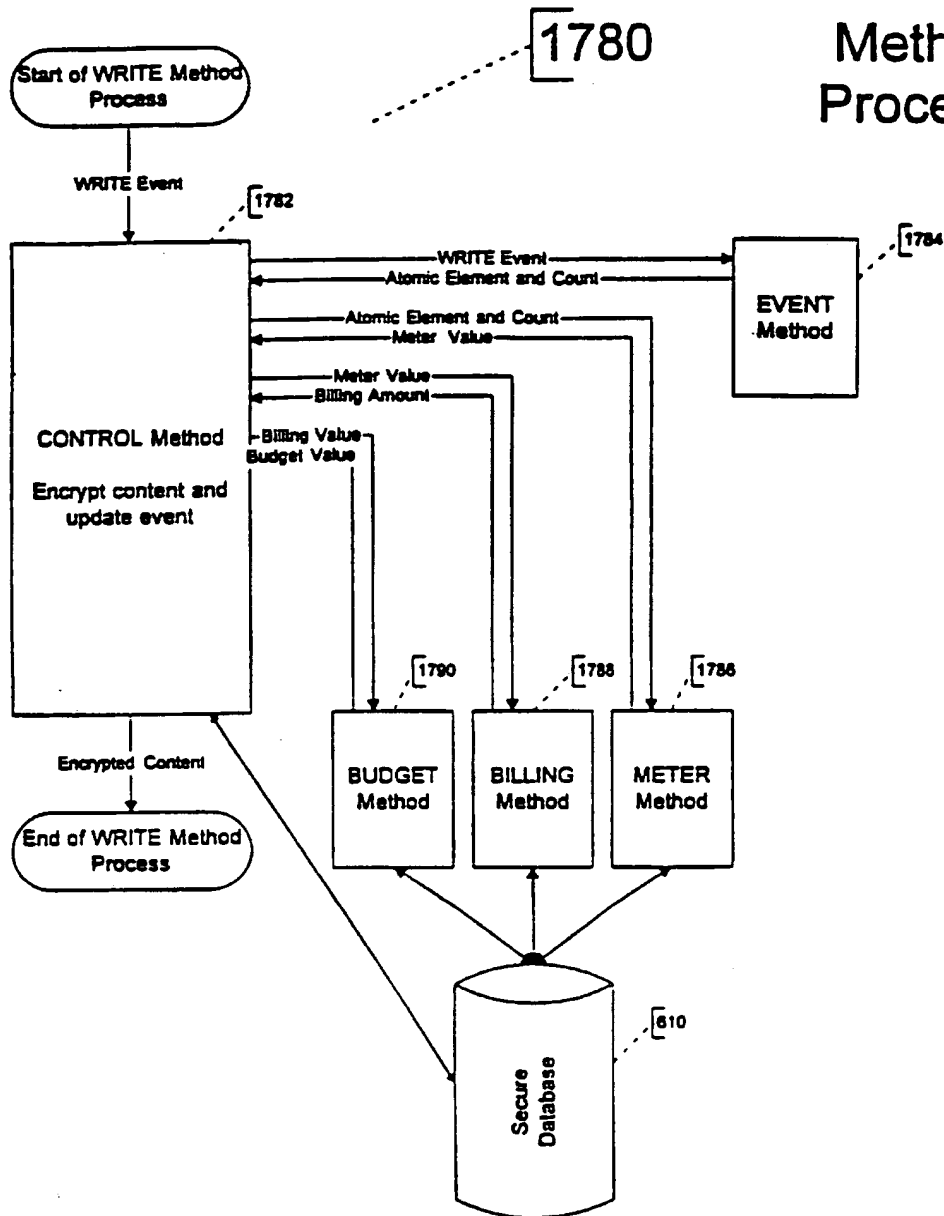 1780
Meth
Proce
Start of WRITE Method
Process
WRITE Event
1782
1784
WRITE Event
Atomic Element and Count
EVENT
Method
Atomic Element and Count
Meter Value
Meter Value
Billing Amount
CONTROL Method
Billing Value
Budget Value
Encrypt content and
update event
1790
1788
1786
Encrypted Content
BUDGET
Method
BILLING
Method
METER
Method
End of WRITE Method
Process
610
Secure
Database